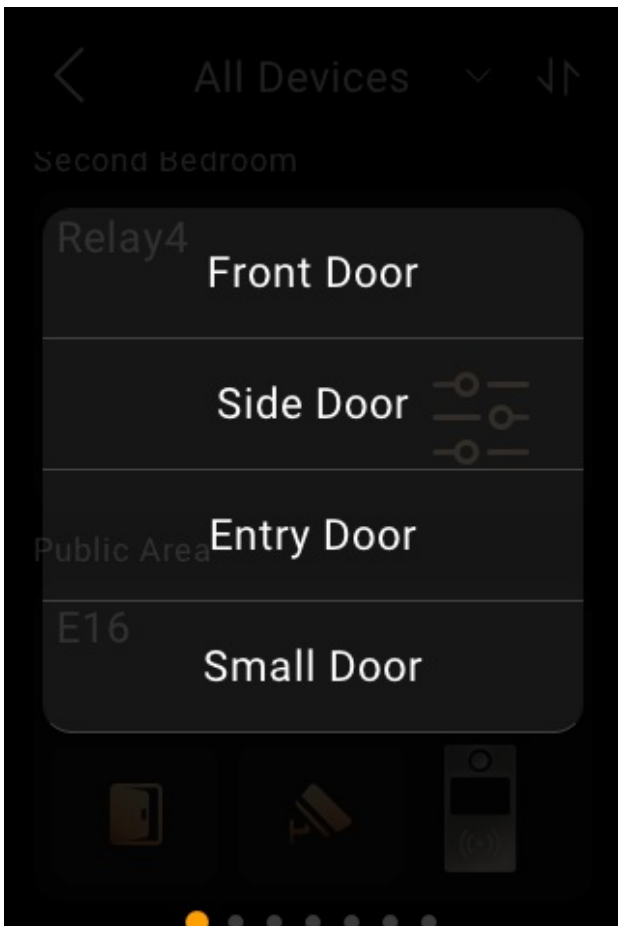 All Devices
Second Bedroom
Relay4
Front Door
Side Door
Public Area
Entry Door
E16
Small Door